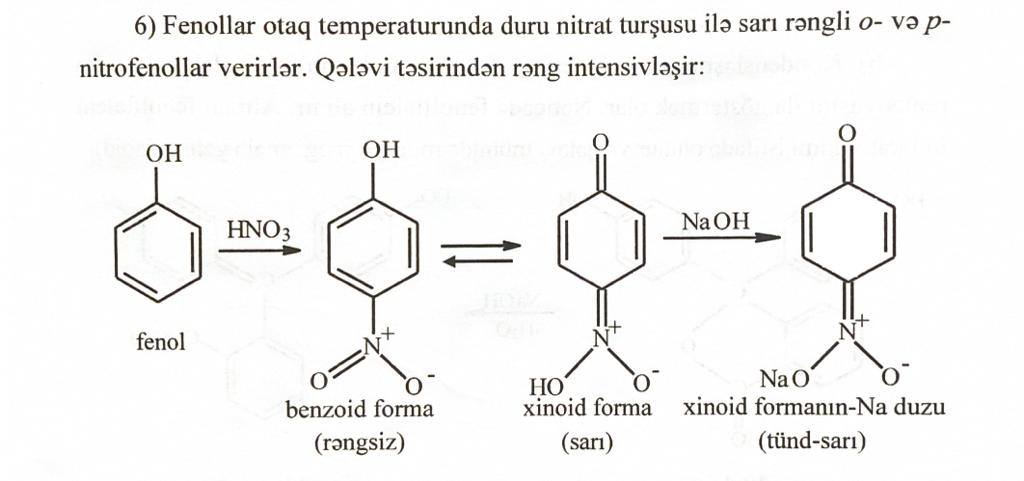 6) Fenollar otaq temperaturunda duru nitrat turşusu ilə sarı rəngli o- və p-
nitrofenollar verirlər. Qələvi təsirindən rəng intensivləşir:
OH
OH
O
O
HNO3
NaOH
fenol
N+
N+
N+
O
O-
HO
O-
NaO
O-
benzoid forma
xinoid forma
xinoid formanın-Na duzu
(rəngsiz)
(sarı)
(tünd-sarı)